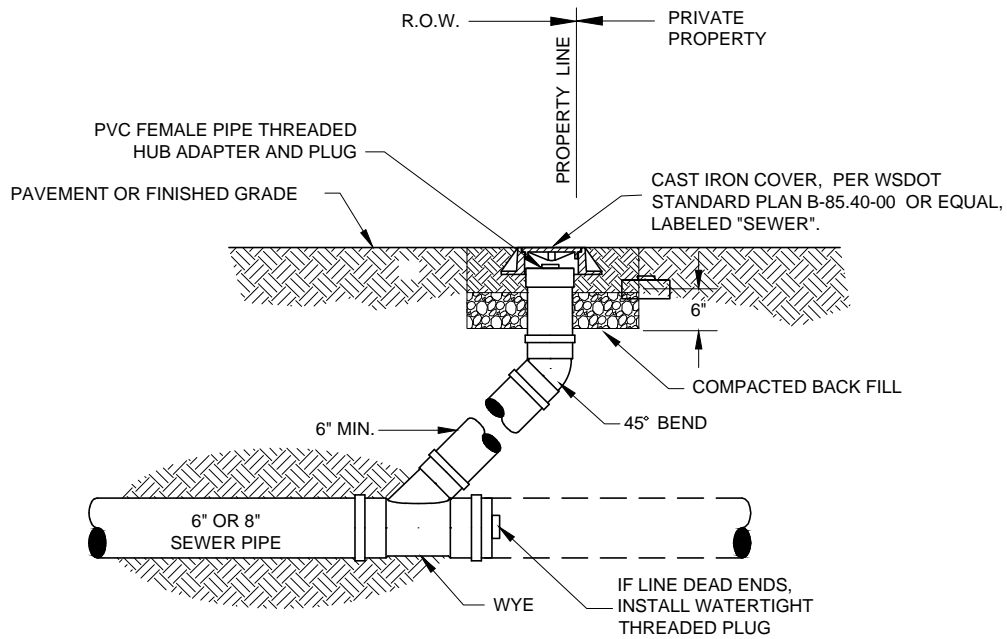 R.O.W.
PRIVATE
PROPERTY
PROPERTY LINE
PVC FEMALE PIPE THREADED
HUB ADAPTER AND PLUG
PAVEMENT OR FINISHED GRADE
CAST IRON COVER, PER WSDOT
STANDARD PLAN B-85.40-00 OR EQUAL,
LABELED "SEWER".
6"
COMPACTED BACK FILL
45° BEND
6" MIN.
6" OR 8"
SEWER PIPE
WYE
IF LINE DEAD ENDS,
INSTALL WATERTIGHT
THREADED PLUG